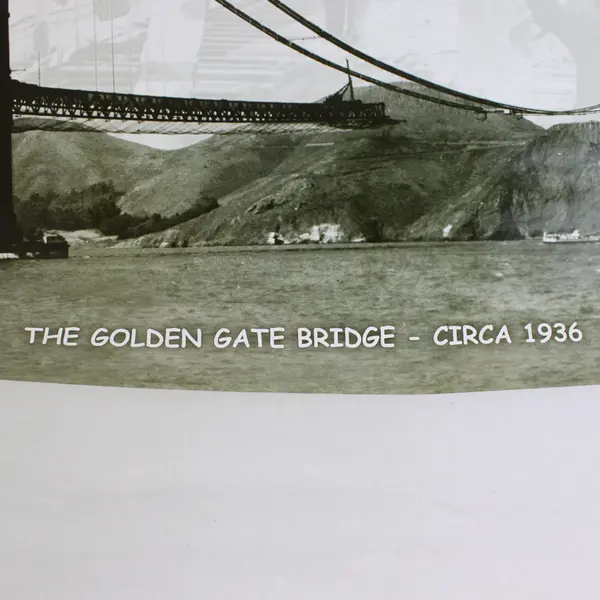 THE GOLDEN GATE BRIDGE - CIRCA 1936